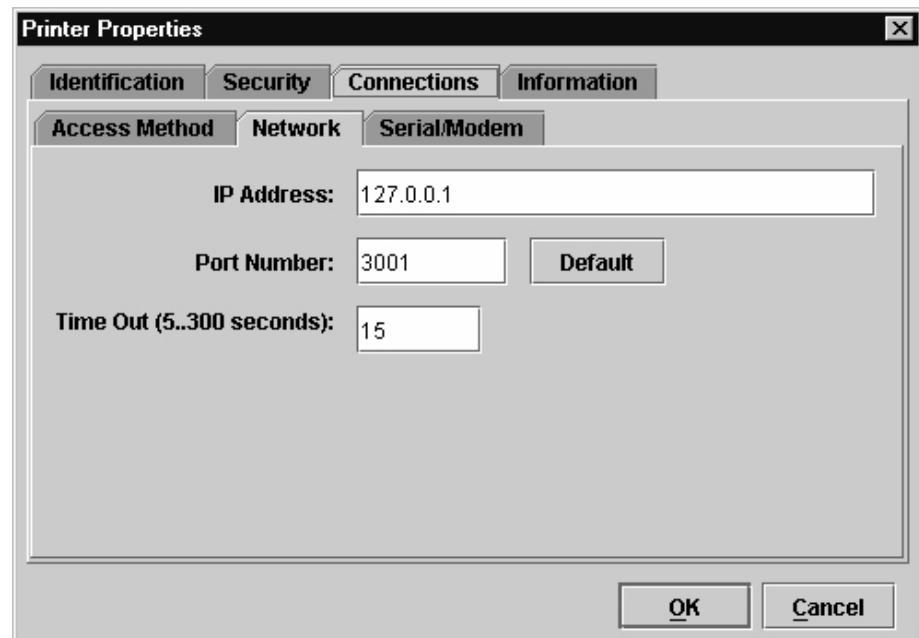 Printer Properties
Identification Security Connections Information
Access Method Network Serial/Modem
IP Address: 127.0.0.1
Port Number: 3001 Default
Time Out (5..300 seconds): 15
OK Cancel